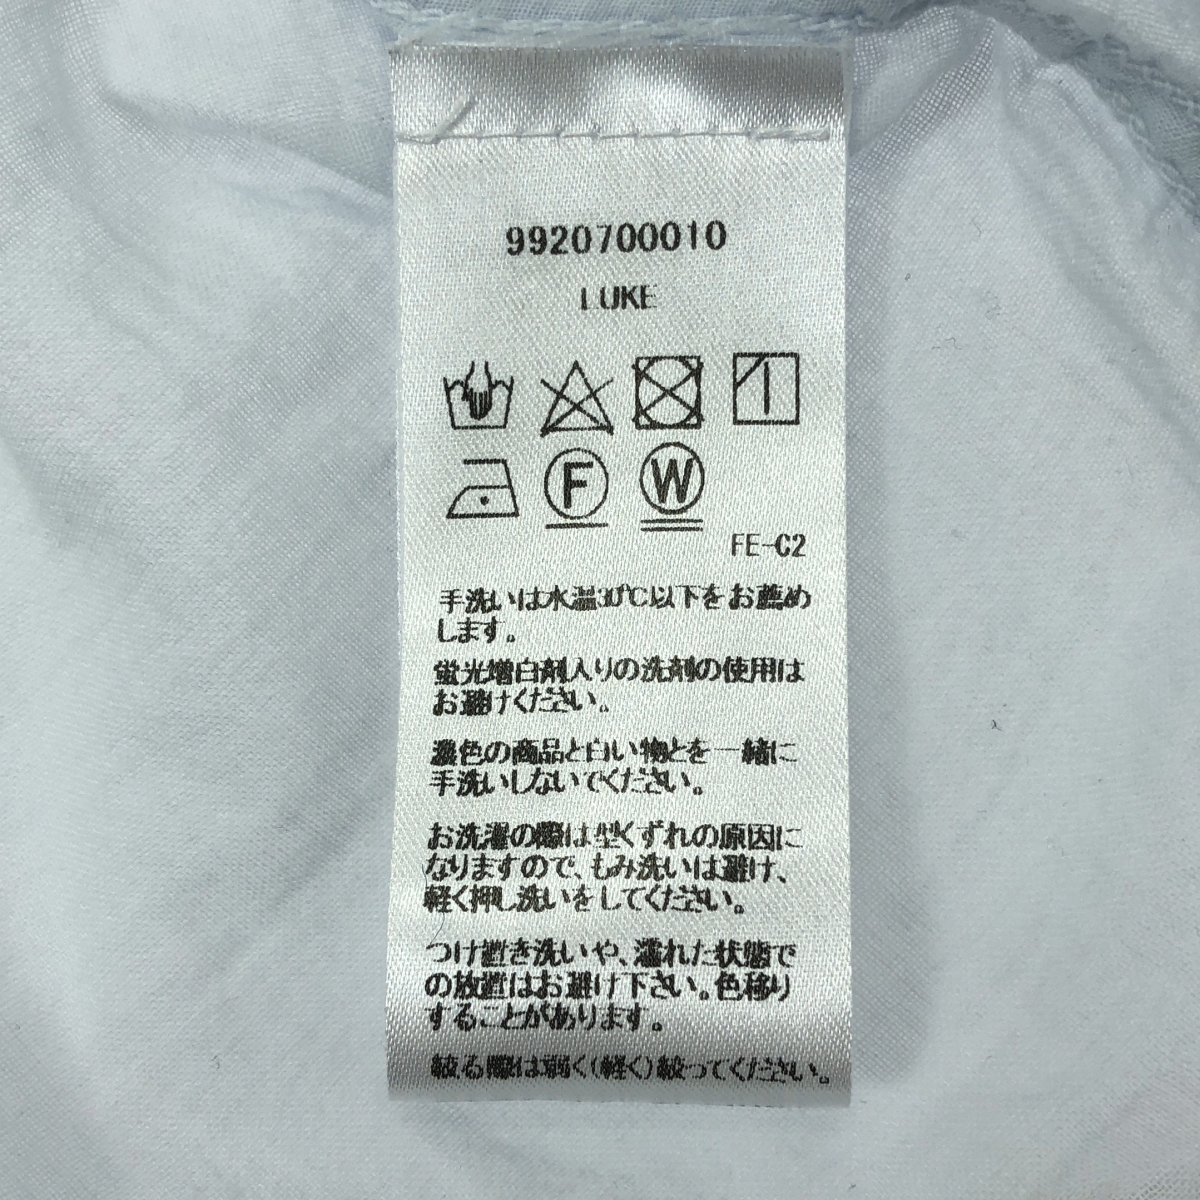 9920700010
LUKE
F
W
FE-C2
手洗いは水温30℃以下をお薦め
します。
蛍光増白剤入りの洗剤の使用は
お避けください。
濃色の商品と白い物とを一緒に
手洗いしないでください。
お洗濯の際は型くずれの原因に
なりますので、もみ洗いは避け、
軽く押し洗いをしてください。
つけ置き洗いや、濡れた状態で
の放置はお避け下さい。色移り
することがあります。
絞る際は弱く(軽く)絞ってください。